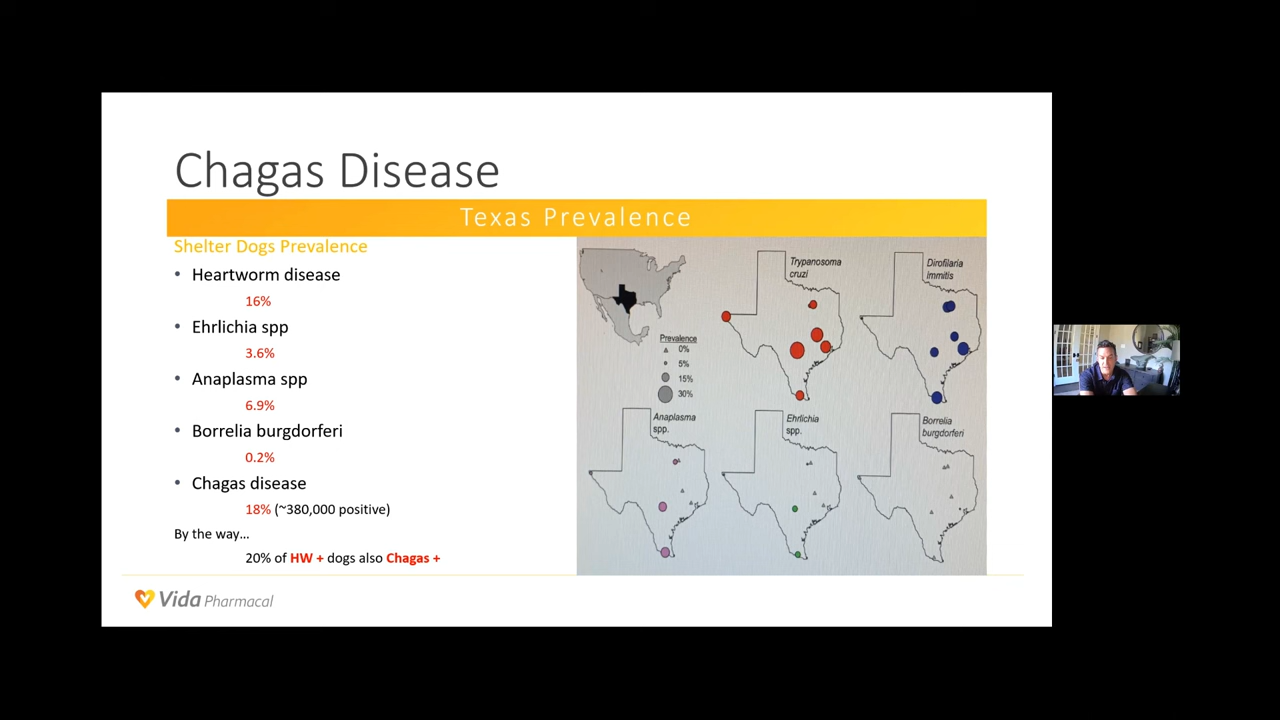 Chagas Disease
Texas Prevalence
Shelter Dogs Prevalence
• Heartworm disease
16%
• Ehrlichia spp
3.6%
• Anaplasma spp
6.9%
• Borrelia burgdorferi
0.2%
• Chagas disease
18% (~380,000 positive)
By the way...
20% of HW + dogs also Chagas +
Trypanosoma
cruzi
Dirofilaria
immitis
Prevalence
0%
5%
15%
30%
Anaplasma
spp.
Ehrlichia
spp.
Borrelia
burgdorferi
Vida Pharmacal